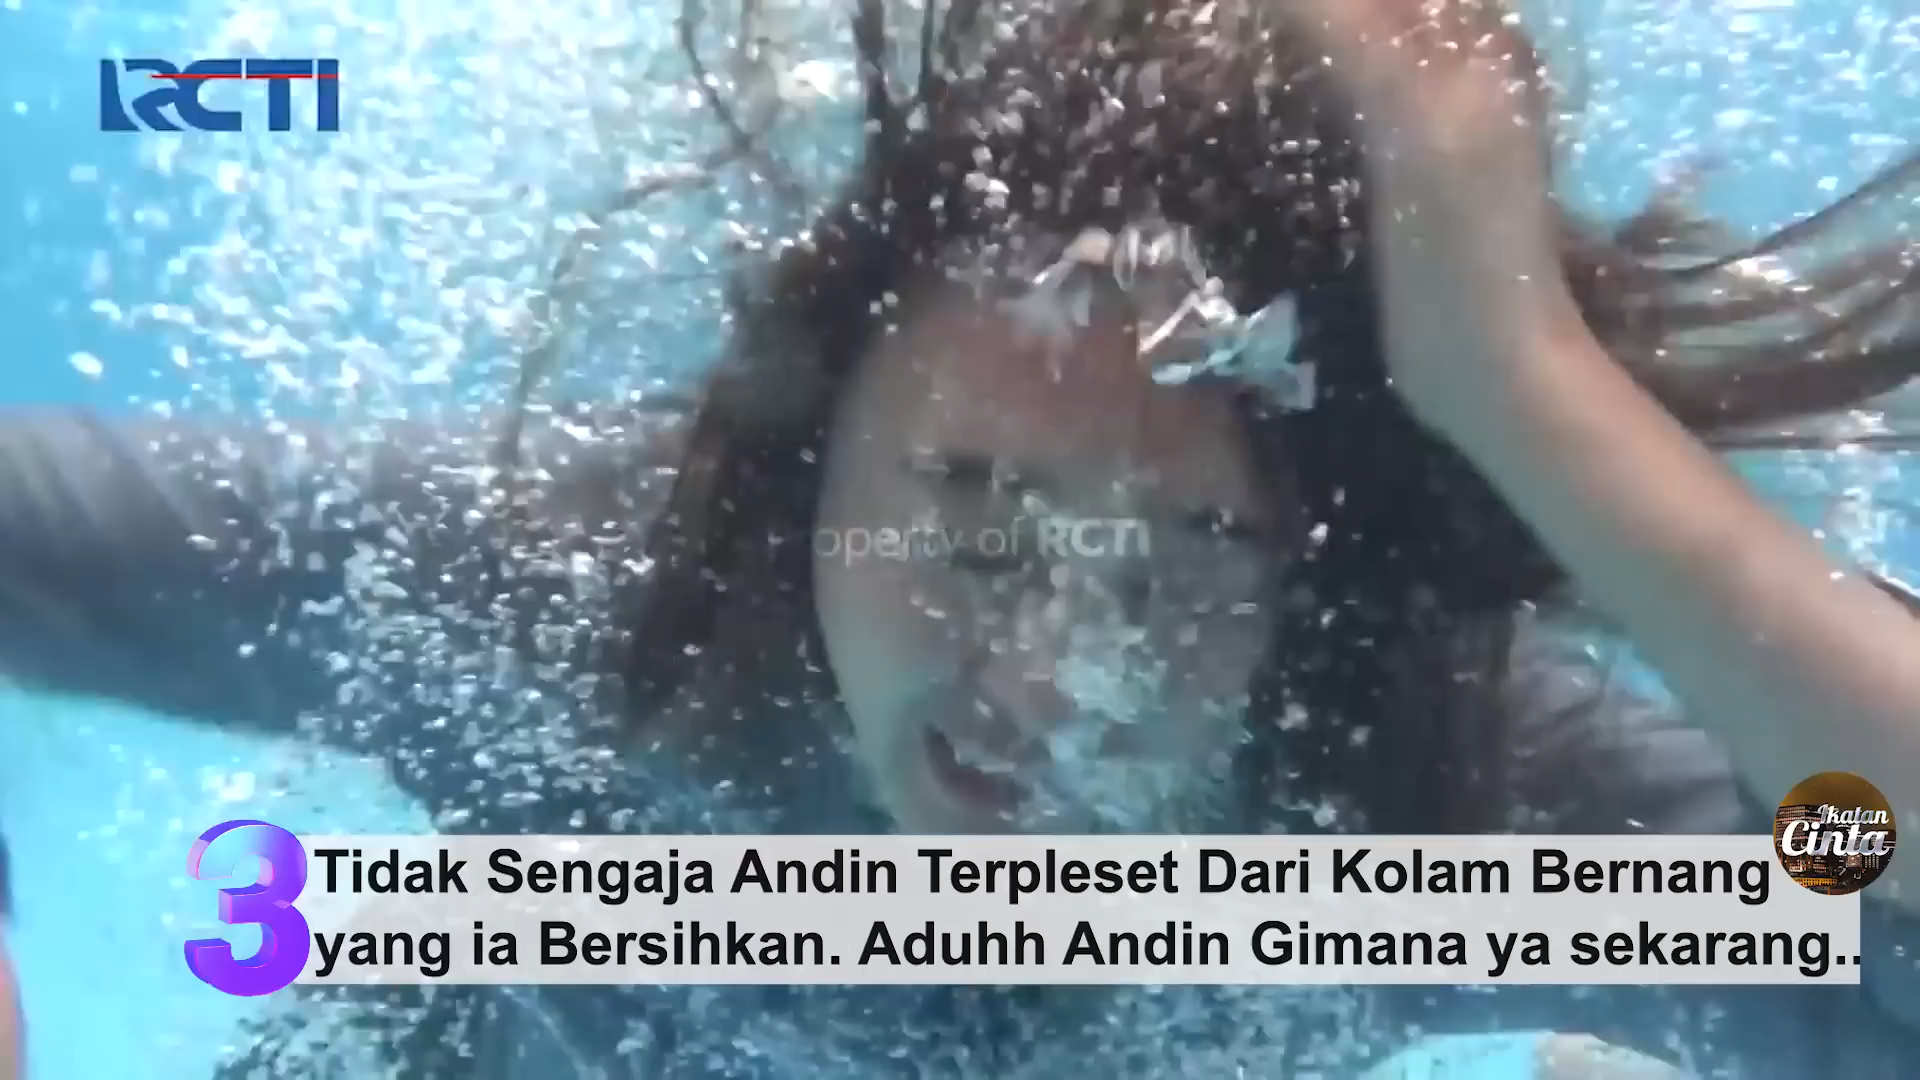 RCTI
operty of RCTI
Ikatan
Cinta
3
Tidak Sengaja Andin Terpleset Dari Kolam Bernang
yang ia Bersihkan. Aduhh Andin Gimana ya sekarang..